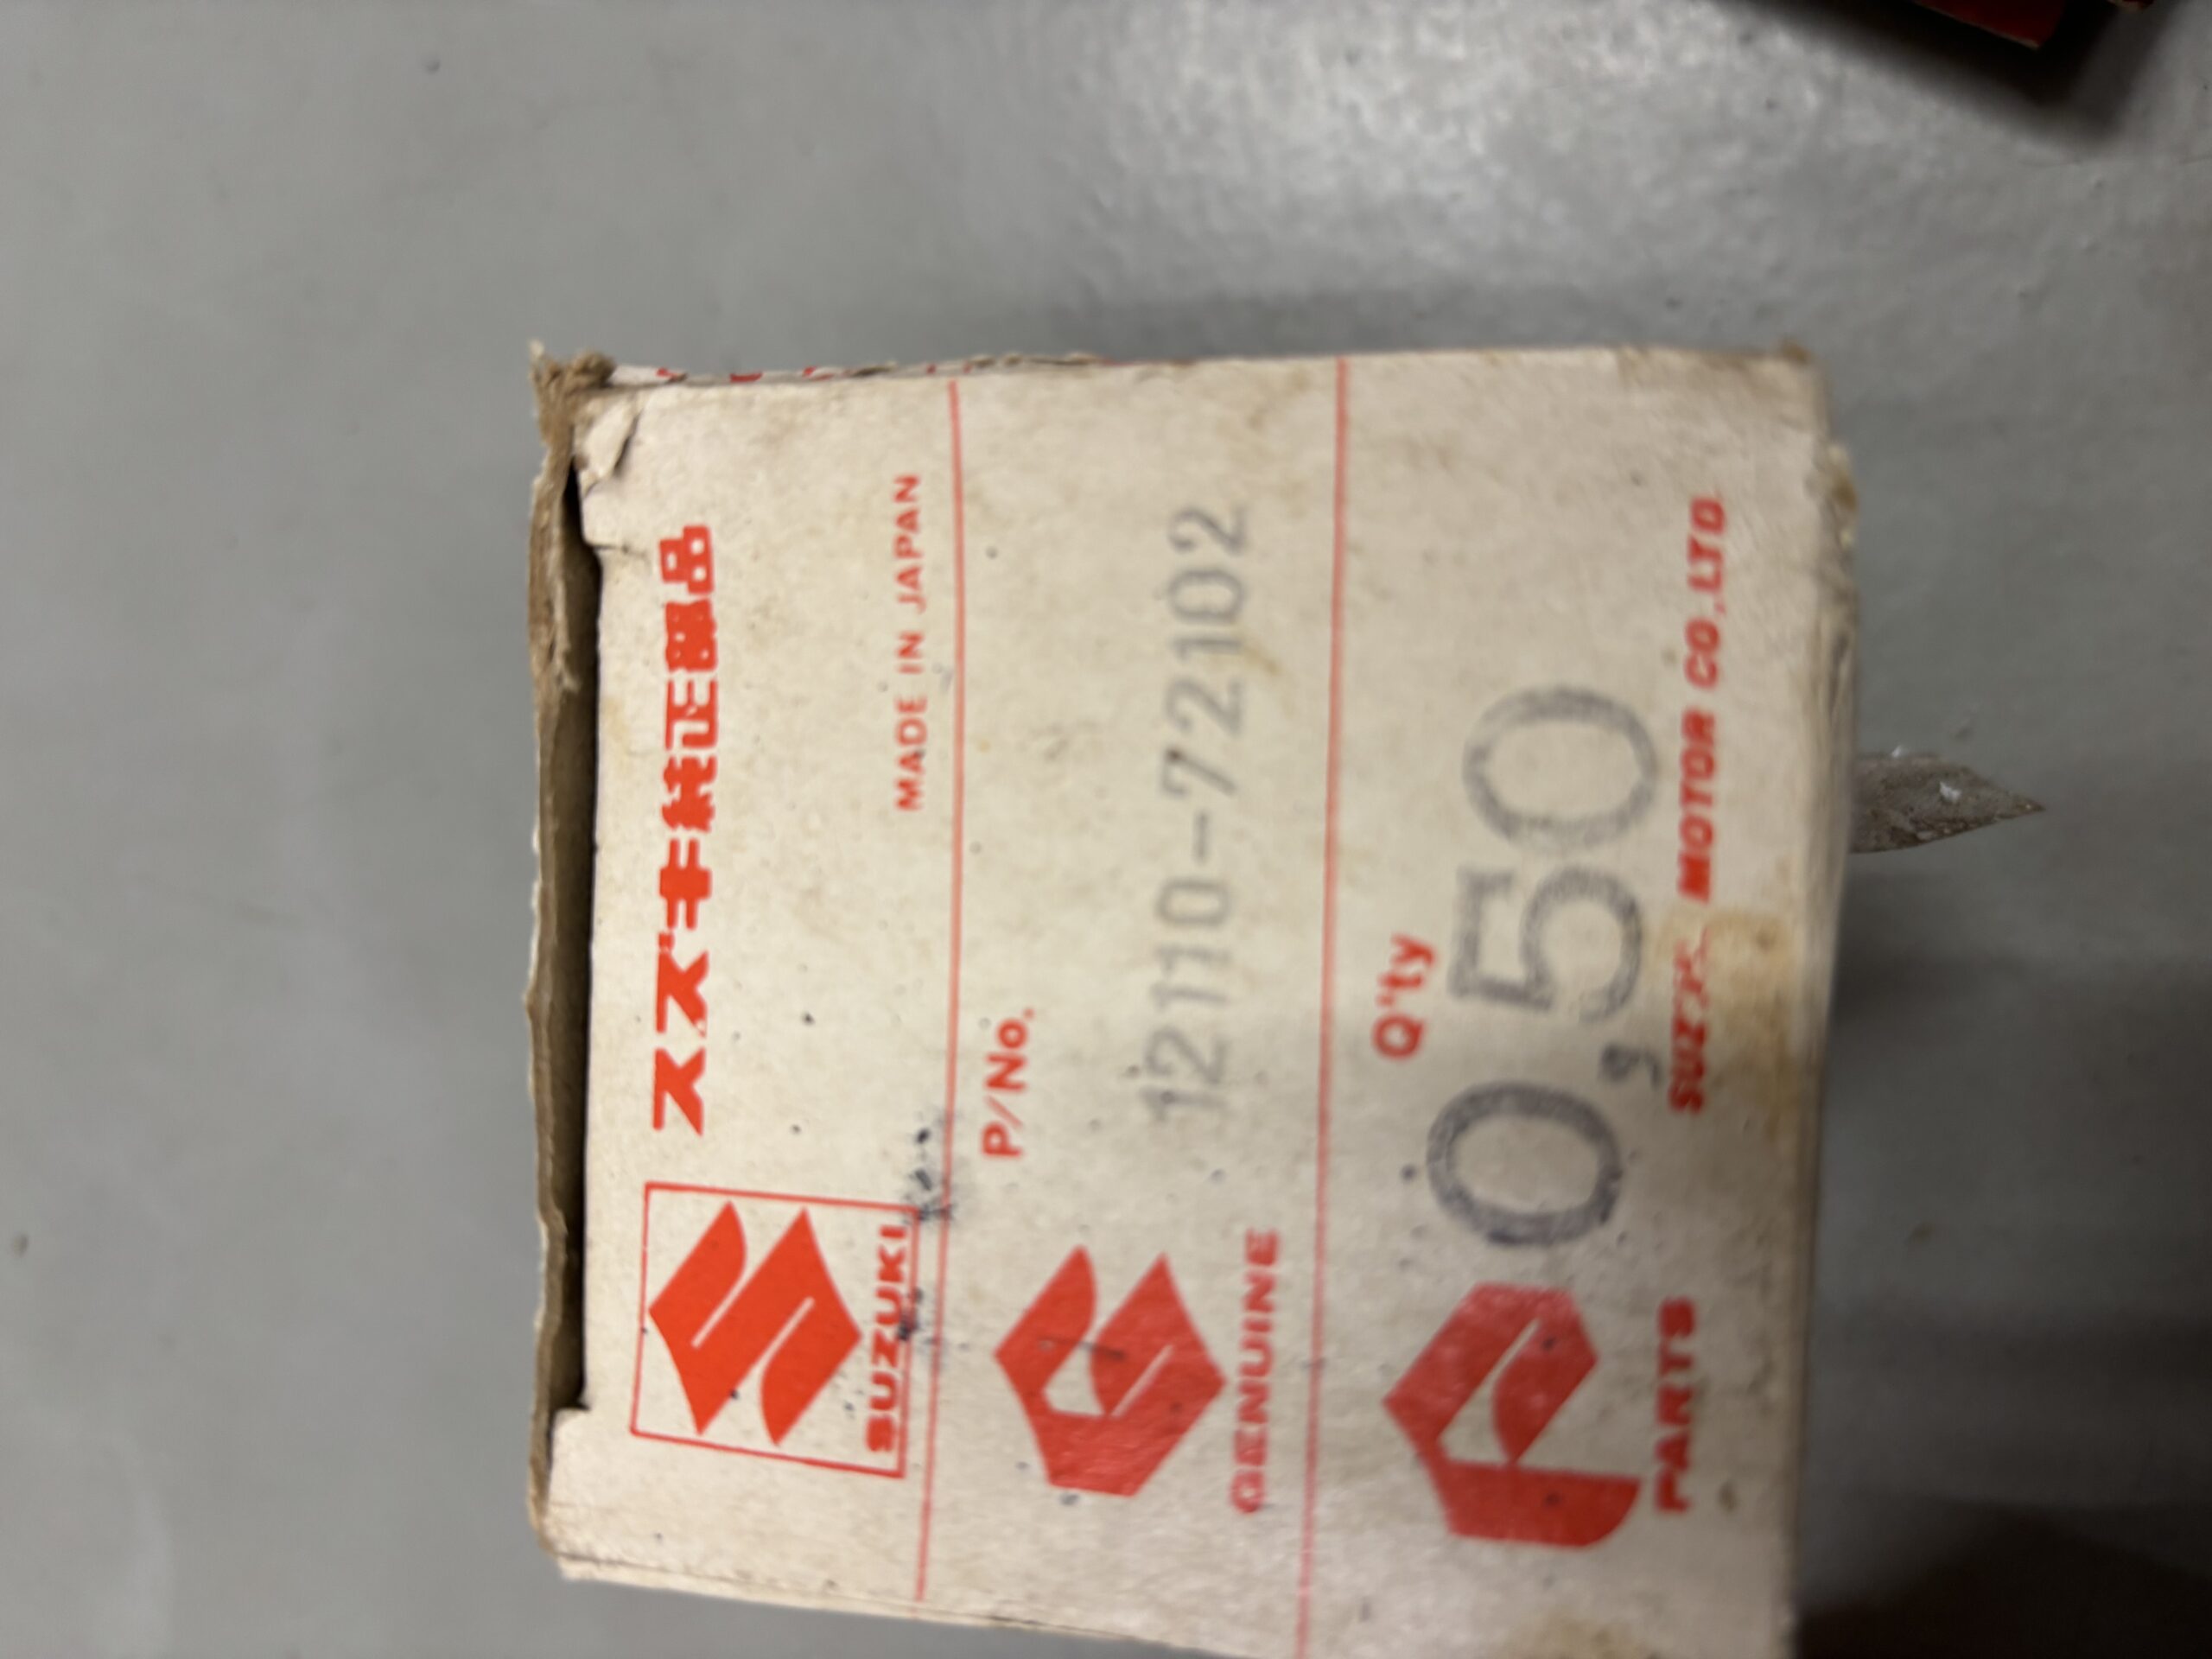 スズキ純正部品
SUZUKI
MADE IN JAPAN
P/No.
12110-72102
GENUINE
Q'ty
0,50
PARTS
SUZUKI MOTOR CO.,LTD.